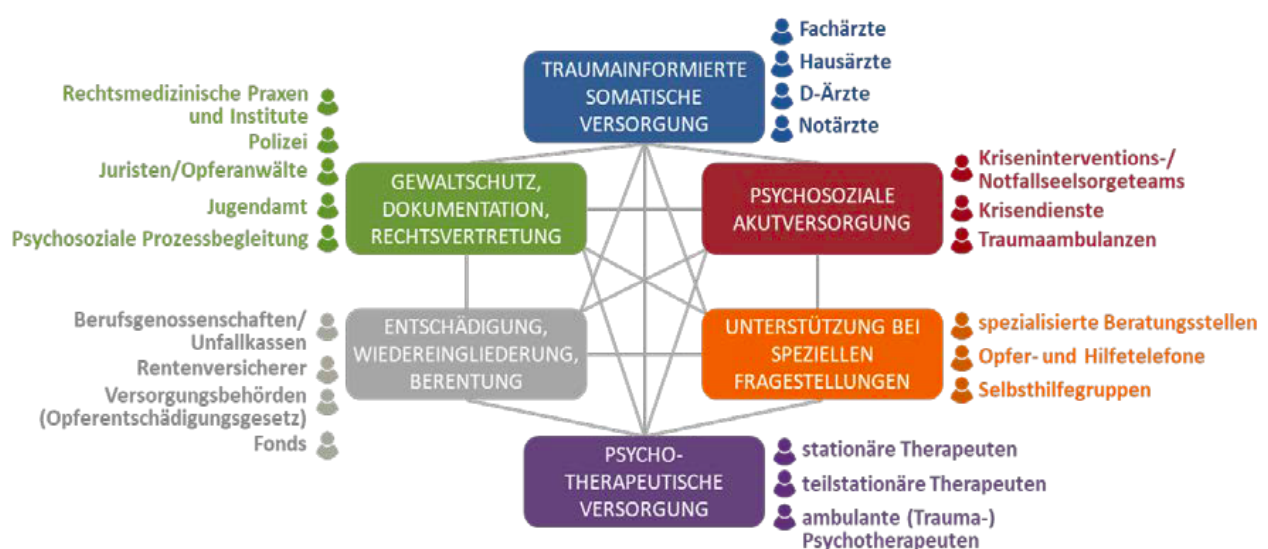 TRAUMAINFORMIERTE
SOMATISCHE
VERSORGUNG
Fachärzte
Hausärzte
D-Ärzte
Notärzte
Rechtsmedizinische Praxen
und Institute
Polizei
Juristen/Opferanwälte
Jugendamt
Psychosoziale Prozessbegleitung
GEWALTSCHUTZ,
DOKUMENTATION,
RECHTSVERTRETUNG
PSYCHOSOZIALE
AKUTVERSORGUNG
Kriseninterventions-/
Notfallseelsorgeteams
Krisendienste
Traumaambulanzen
Berufsgenossenschaften/
Unfallkassen
Rentenversicherer
Versorgungsbehörden
(Opferentschädigungsgesetz)
Fonds
ENTSCHÄDIGUNG,
WIEDEREINGLIEDERUNG,
BERENTUNG
UNTERSTÜTZUNG BEI
SPEZIELLEN
FRAGESTELLUNGEN
spezialisierte Beratungsstellen
Opfer- und Hilfetelefone
Selbsthilfegruppen
PSYCHO-
THERAPEUTISCHE
VERSORGUNG
stationäre Therapeuten
teilstationäre Therapeuten
ambulante (Trauma-)
Psychotherapeuten